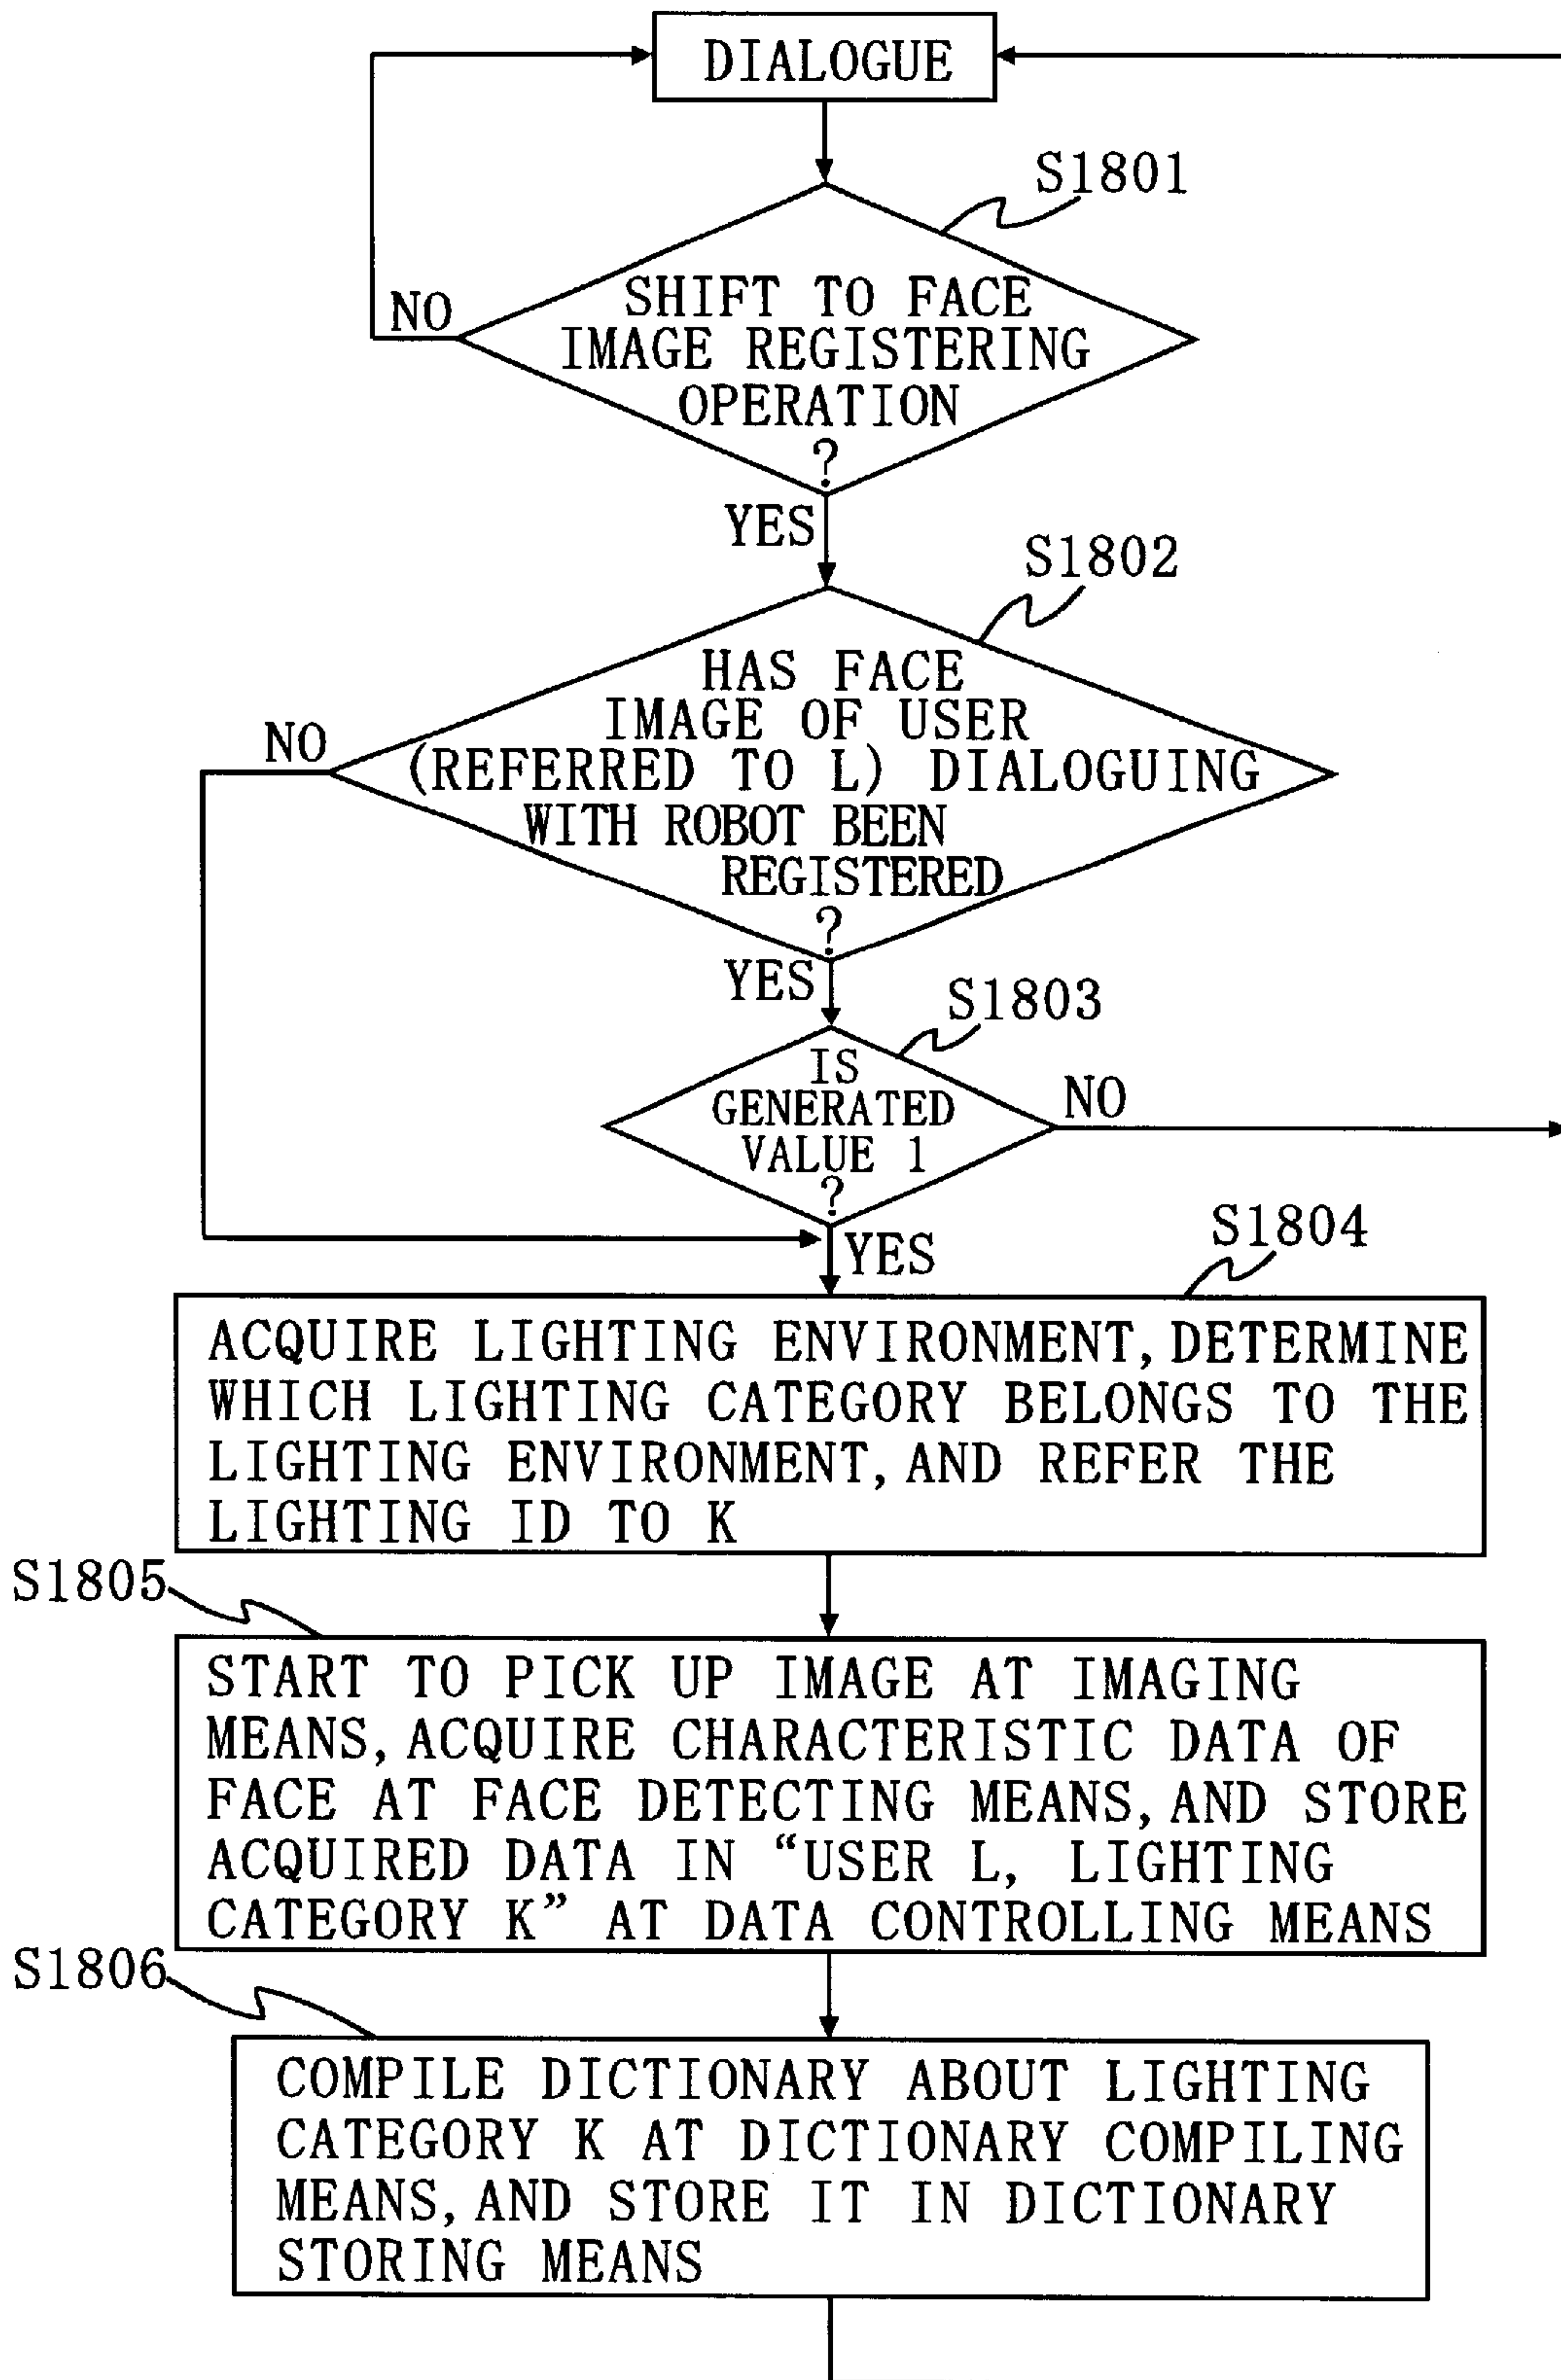 DIALOGUE
S1801
SHIFT TO FACE
IMAGE REGISTERING
OPERATION
?
NO
YES
S1802
HAS FACE
IMAGE OF USER
(REFERRED TO L) DIALOGUING
WITH ROBOT BEEN
REGISTERED
?
NO
YES
S1803
IS
GENERATED
VALUE 1
?
NO
YES
S1804
ACQUIRE LIGHTING ENVIRONMENT, DETERMINE
WHICH LIGHTING CATEGORY BELONGS TO THE
LIGHTING ENVIRONMENT, AND REFER THE
LIGHTING ID TO K
S1805
START TO PICK UP IMAGE AT IMAGING
MEANS, ACQUIRE CHARACTERISTIC DATA OF
FACE AT FACE DETECTING MEANS, AND STORE
ACQUIRED DATA IN “USER L, LIGHTING
CATEGORY K” AT DATA CONTROLLING MEANS
S1806
COMPILE DICTIONARY ABOUT LIGHTING
CATEGORY K AT DICTIONARY COMPILING
MEANS, AND STORE IT IN DICTIONARY
STORING MEANS